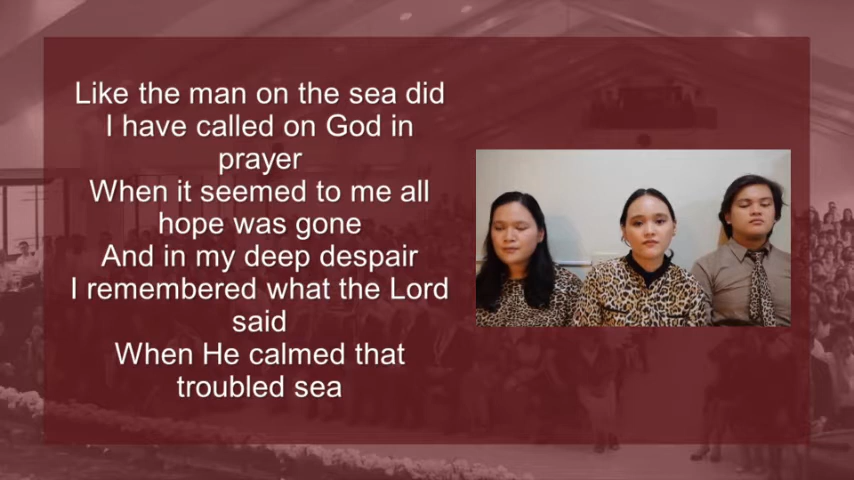 Like the man on the sea did
I have called on God in
prayer
When it seemed to me all
hope was gone
And in my deep despair
I remembered what the Lord
said
When He calmed that
troubled sea